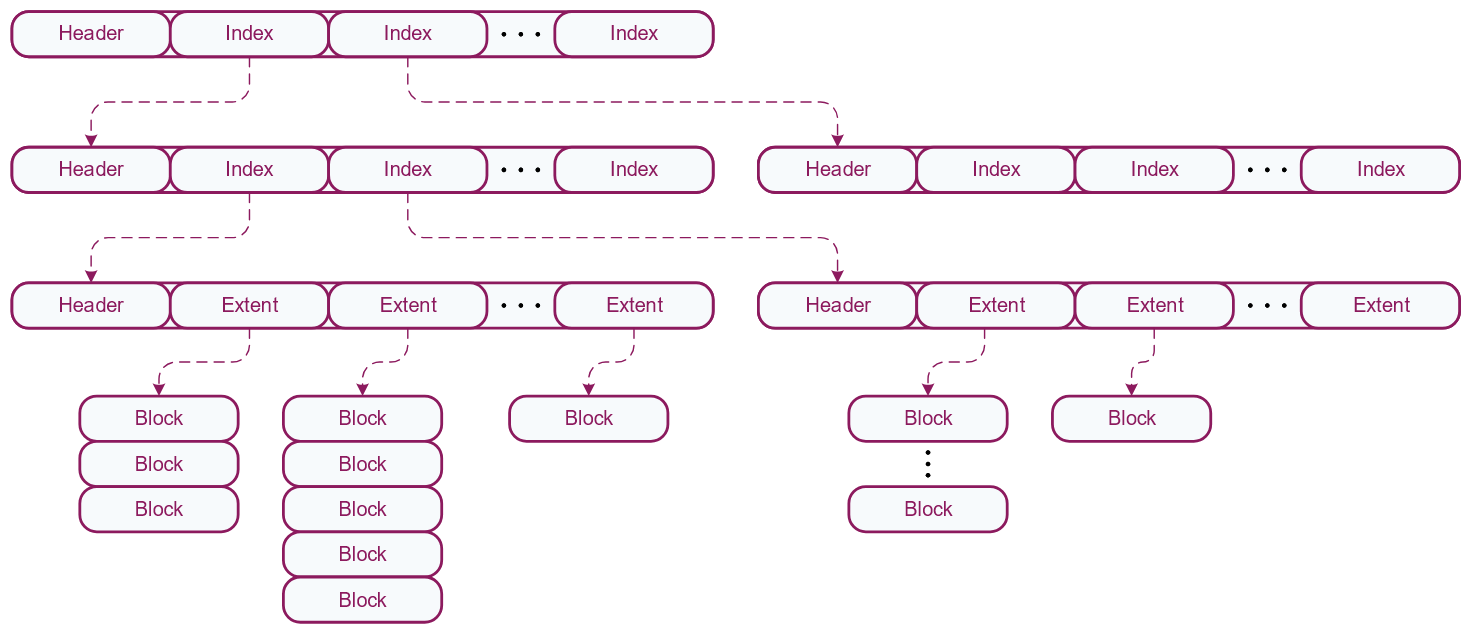 Header Index Index ... Index
Header Index Index ... Index Header Index Index ... Index
Header Extent Extent ... Extent Header Extent Extent ... Extent
Block Block Block Block Block
Block Block
Block Block Block
Block
Block